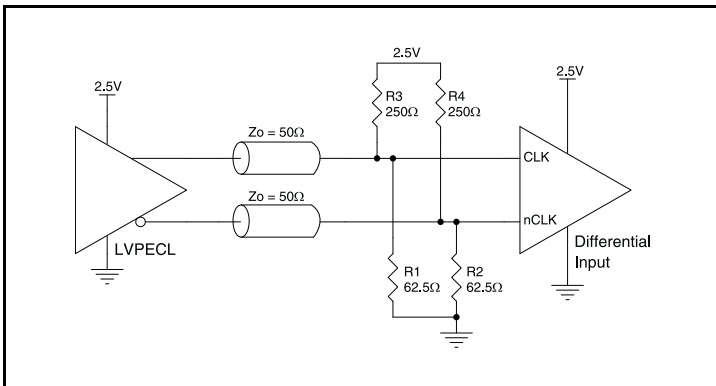 2.5V
2.5V
2.5V
R3
250Ω
R4
250Ω
Zo = 50Ω
CLK
Zo = 50Ω
nCLK
LVPECL
Differential
Input
R1
62.5Ω
R2
62.5Ω